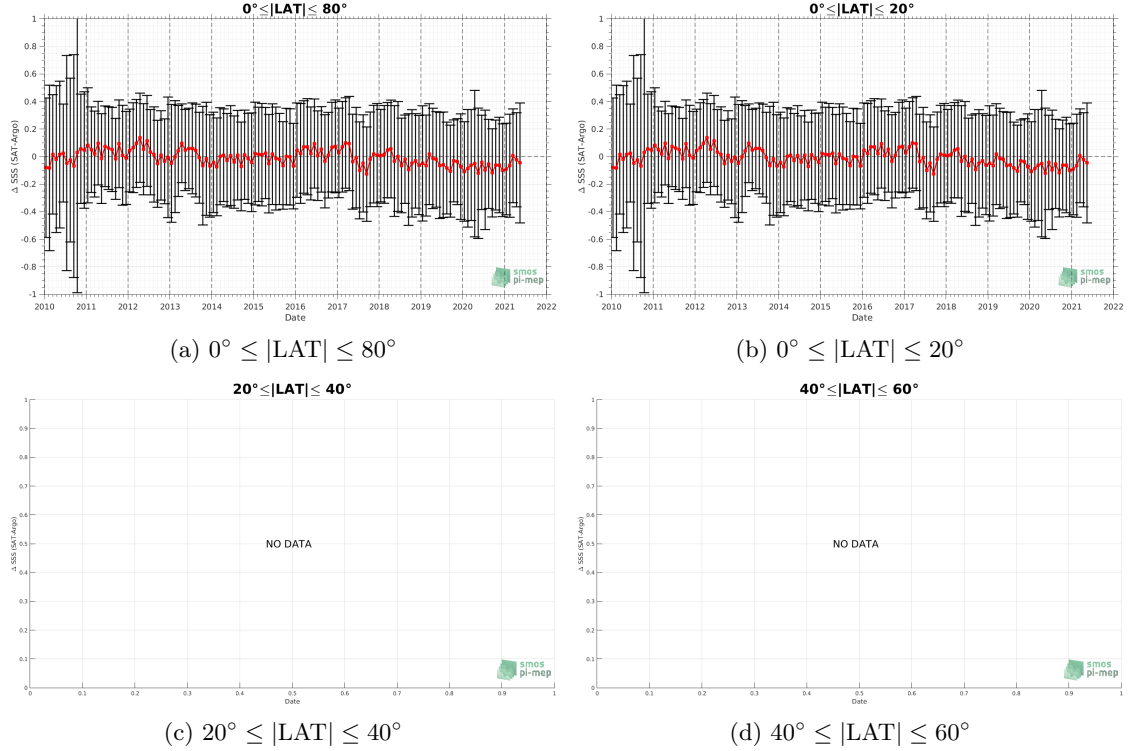 0°≤|LAT|≤ 80°
1
0.8
0.6
0.4
0.2
0
-0.2
-0.4
-0.6
-0.8
-1
Δ SSS (SAT-Argo)
2010 2011 2012 2013 2014 2015 2016 2017 2018 2019 2020 2021 2022
Date
smos
pi-mep
(a) 0° ≤ |LAT| ≤ 80°
0°≤|LAT|≤ 20°
1
0.8
0.6
0.4
0.2
0
-0.2
-0.4
-0.6
-0.8
-1
Δ SSS (SAT-Argo)
2010 2011 2012 2013 2014 2015 2016 2017 2018 2019 2020 2021 2022
Date
smos
pi-mep
(b) 0° ≤ |LAT| ≤ 20°
20°≤|LAT|≤ 40°
1
0.9
0.8
0.7
0.6
0.5
0.4
0.3
0.2
0.1
0
Δ SSS (SAT-Argo)
NO DATA
0 0.1 0.2 0.3 0.4 0.5 0.6 0.7 0.8 0.9 1
Date
smos
pi-mep
(c) 20° ≤ |LAT| ≤ 40°
40°≤|LAT|≤ 60°
1
0.9
0.8
0.7
0.6
0.5
0.4
0.3
0.2
0.1
0
Δ SSS (SAT-Argo)
NO DATA
0 0.1 0.2 0.3 0.4 0.5 0.6 0.7 0.8 0.9 1
Date
smos
pi-mep
(d) 40° ≤ |LAT| ≤ 60°